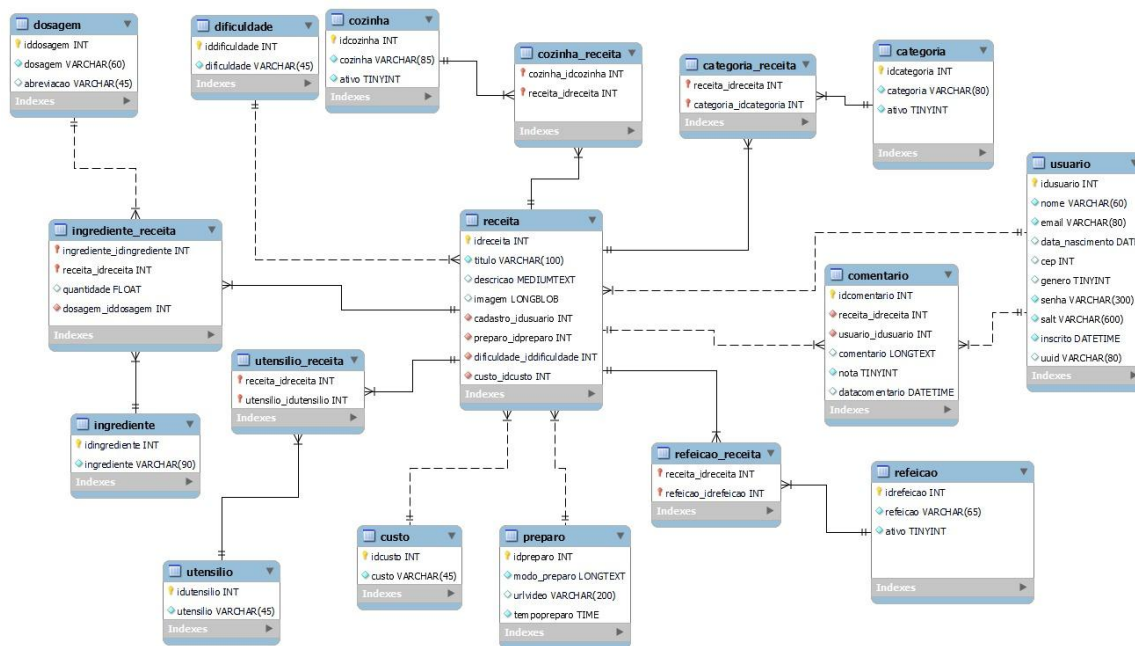 dosagem
iddosagem INT
dosagem VARCHAR(60)
abreviacao VARCHAR(45)
Indexes
dificuldade
iddificuldade INT
dificuldade VARCHAR(45)
Indexes
cozinha
idcozinha INT
cozinha VARCHAR(85)
ativo TINYINT
Indexes
cozinha_receita
cozinha_idcozinha INT
receita_idreceita INT
Indexes
categoria_receita
receita_idreceita INT
categoria_idcategoria INT
Indexes
categoria
idcategoria INT
categoria VARCHAR(80)
ativo TINYINT
Indexes
usuario
idusuario INT
nome VARCHAR(60)
email VARCHAR(80)
data_nascimento DATE
cep INT
genero TINYINT
senha VARCHAR(300)
salt VARCHAR(600)
inscrito DATETIME
uuid VARCHAR(80)
Indexes
ingrediente_receita
ingrediente_idingrediente INT
receita_idreceita INT
quantidade FLOAT
dosagem_iddosagem INT
Indexes
receita
idreceita INT
titulo VARCHAR(100)
descricao MEDIUMTEXT
imagem LONGBLOB
cadastro_idusuario INT
preparo_idpreparo INT
dificuldade_iddificuldade INT
custo_idcusto INT
Indexes
comentario
idcomentario INT
receita_idreceita INT
usuario_idusuario INT
comentario LONGTEXT
nota TINYINT
datacomentario DATETIME
Indexes
utensilio_receita
receita_idreceita INT
utensilio_idutensilio INT
Indexes
ingrediente
idingrediente INT
ingrediente VARCHAR(90)
Indexes
refeicao_receita
receita_idreceita INT
refeicao_idrefeicao INT
Indexes
refeicao
idrefeicao INT
refeicao VARCHAR(65)
ativo TINYINT
Indexes
utensilio
idutensilio INT
utensilio VARCHAR(45)
Indexes
custo
idcusto INT
custo VARCHAR(45)
Indexes
preparo
idpreparo INT
modo_preparo LONGTEXT
urlvideo VARCHAR(200)
tempopreparo TIME
Indexes